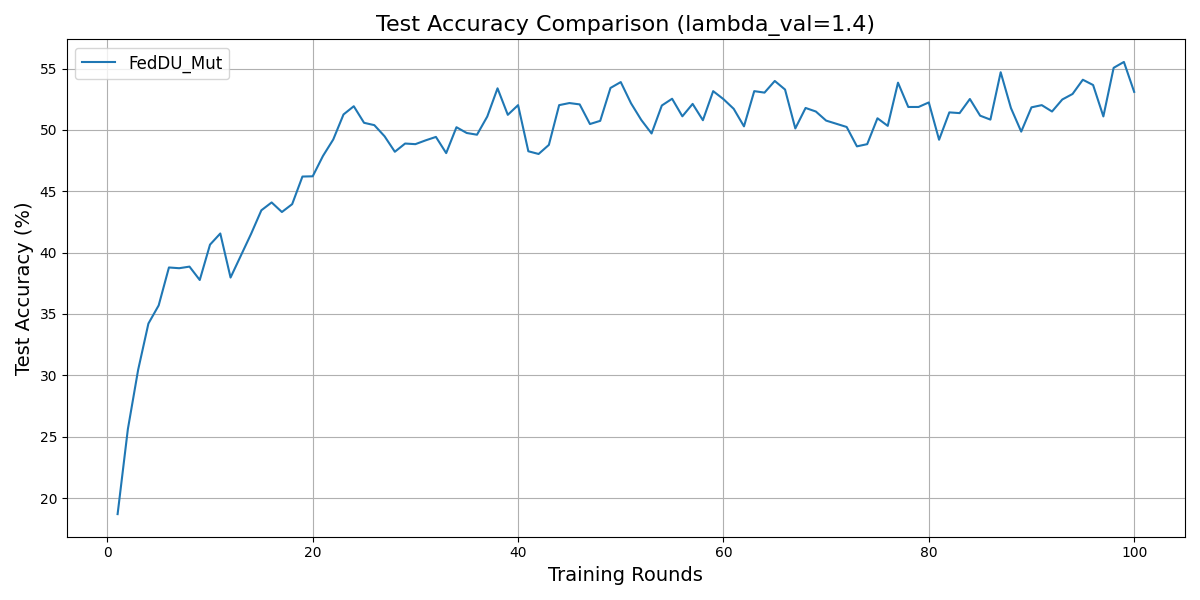 Test Accuracy Comparison (lambda_val=1.4)
FedDU_Mut
Test Accuracy (%)
55
50
45
40
35
30
25
20
0 20 40 60 80 100
Training Rounds